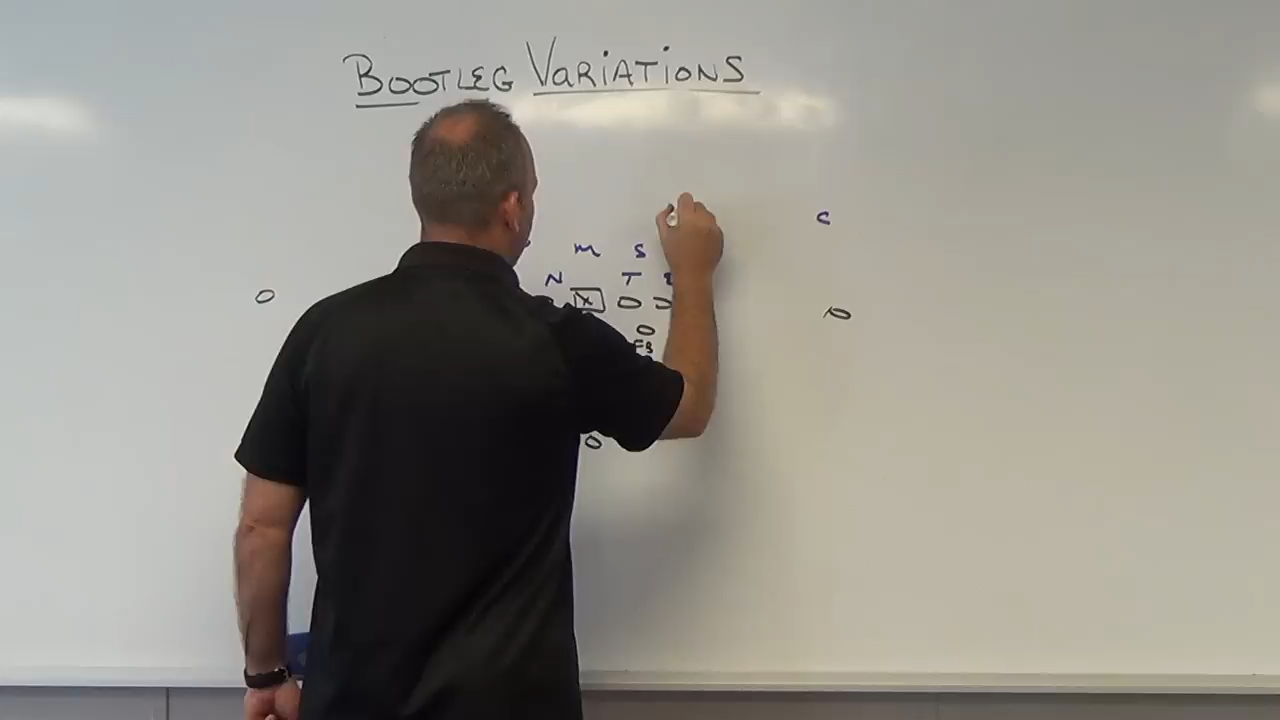 BOOTLEG VARIATIONS
C
M S
N T
O X O O O
O
FB
O